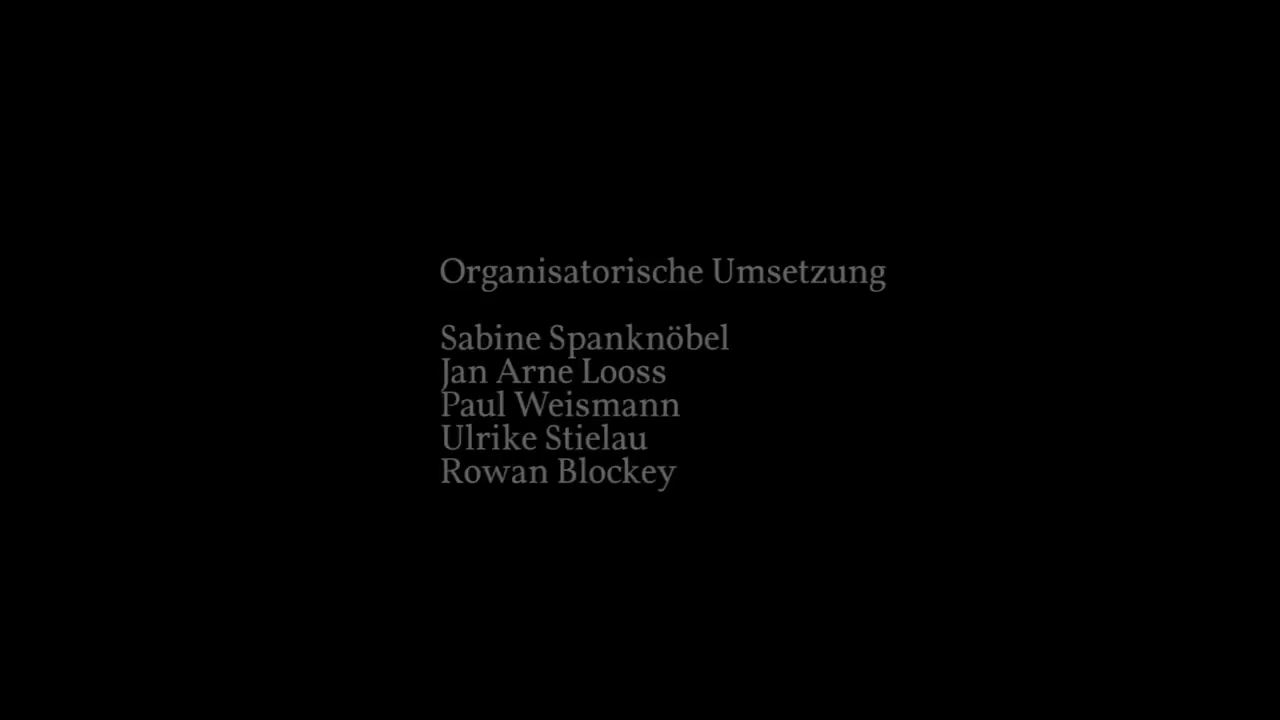 Organisatorische Umsetzung
Sabine Spanknöbel
Jan Arne Looss
Paul Weismann
Ulrike Stielau
Rowan Blockey